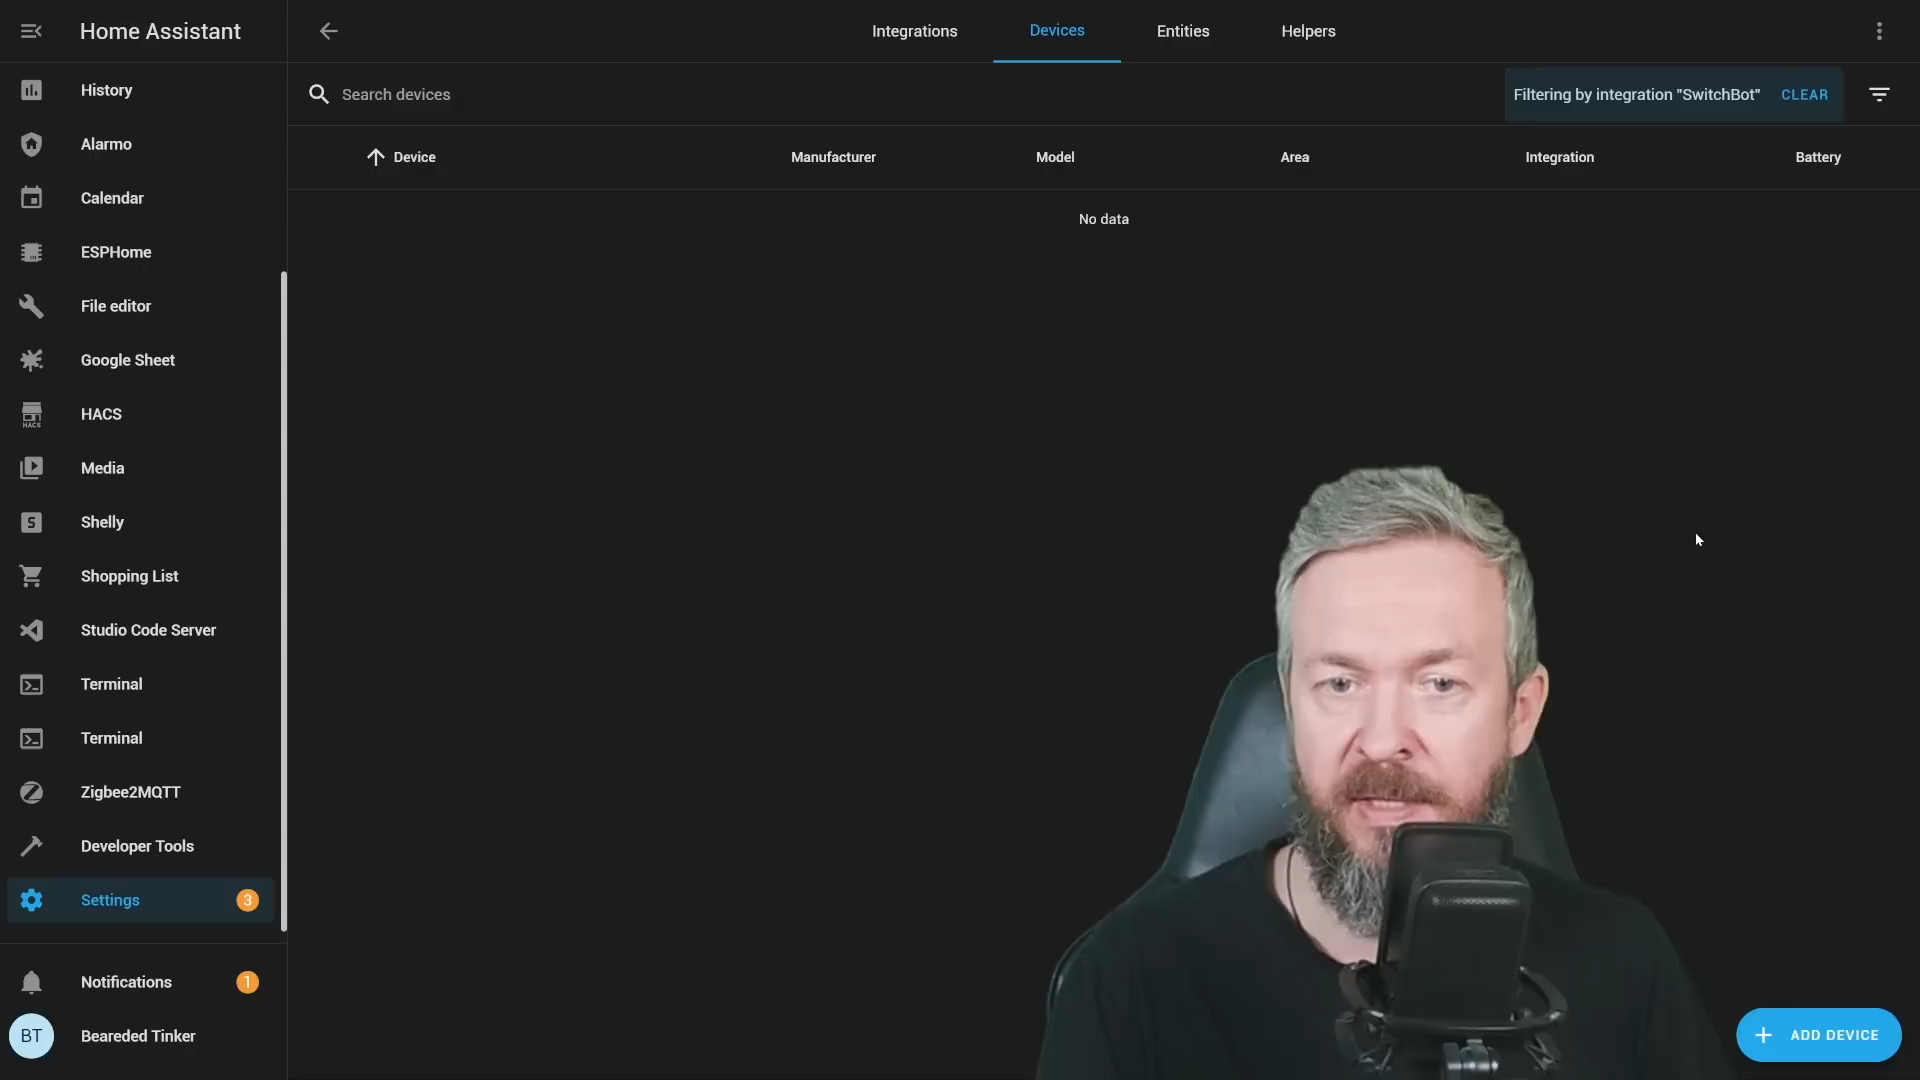 Home Assistant
Integrations
Devices
Entities
Helpers
History
Alarmo
Calendar
ESPHome
File editor
Google Sheet
HACS
HACS
Media
S
Shelly
Shopping List
Studio Code Server
Terminal
Terminal
Zigbee2MQTT
Developer Tools
Settings
3
Notifications
1
BT
Beareded Tinker
Search devices
Filtering by integration "SwitchBot"
CLEAR
Device
Manufacturer
Model
Area
Integration
Battery
No data
ADD DEVICE